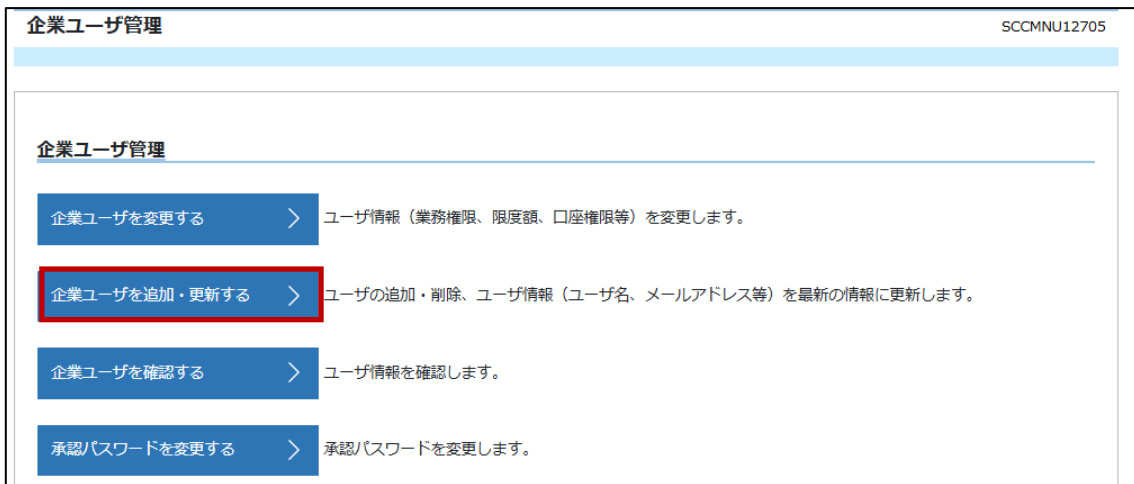 企業ユーザ管理
SCCMNU12705
企業ユーザ管理
企業ユーザを変更する
ユーザ情報（業務権限、限度額、口座権限等）を変更します。
企業ユーザを追加・更新する
ユーザの追加・削除、ユーザ情報（ユーザ名、メールアドレス等）を最新の情報に更新します。
企業ユーザを確認する
ユーザ情報を確認します。
承認パスワードを変更する
承認パスワードを変更します。